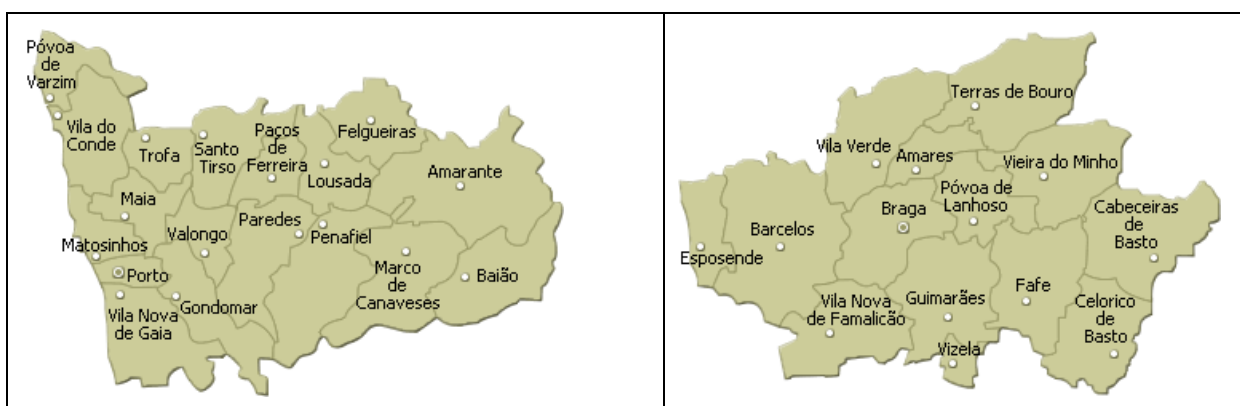 Póvoa
de
Varzim
Vila do
Conde
Trofa
Santo
Tirso
Paços
de
Ferreira
Felgueiras
Lousada
Amarante
Maia
Matosinhos
Valongo
Paredes
Penafiel
Porto
Marco
de
Canaveses
Baião
Gondomar
Vila Nova
de Gaia
Terras de Bouro
Vila Verde
Amares
Vieira do Minho
Póvoa de
Lanhoso
Braga
Barcelos
Esposende
Cabeceiras
de
Basto
Vila Nova
de Famalicão
Guimarães
Fafe
Celorico
de
Basto
Vizela